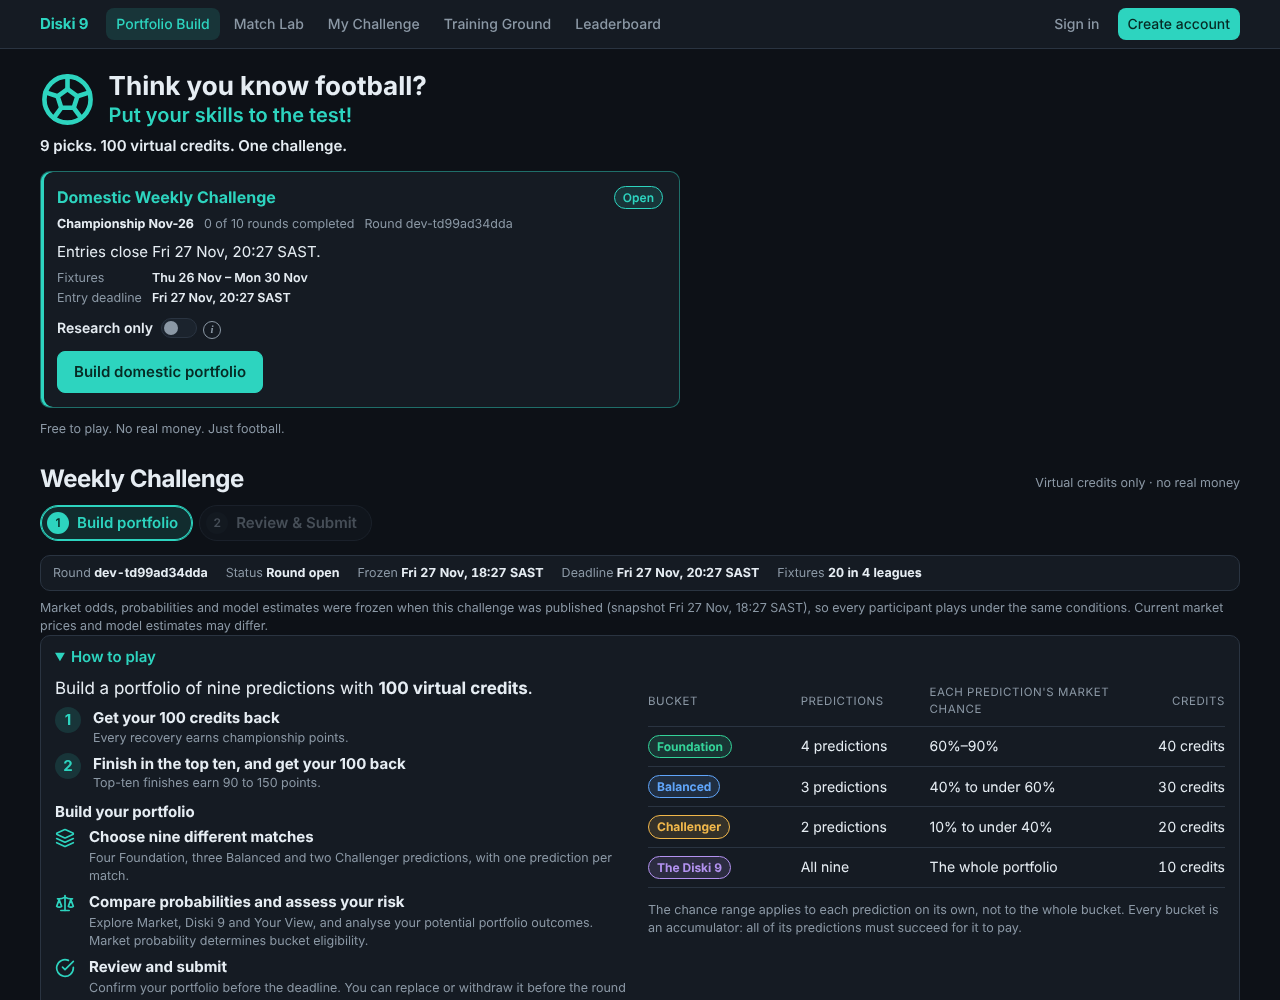 Diski 9
Portfolio Build
Match Lab
My Challenge
Training Ground
Leaderboard
Sign in
Create account
Think you know football?
Put your skills to the test!
9 picks. 100 virtual credits. One challenge.
Domestic Weekly Challenge
Open
Championship Nov-26 0 of 10 rounds completed Round dev-td99ad34dda
Entries close Fri 27 Nov, 20:27 SAST.
Fixtures Thu 26 Nov – Mon 30 Nov
Entry deadline Fri 27 Nov, 20:27 SAST
Research only i
Build domestic portfolio
Free to play. No real money. Just football.
Weekly Challenge
Virtual credits only · no real money
1 Build portfolio
2 Review & Submit
Round dev-td99ad34dda Status Round open Frozen Fri 27 Nov, 18:27 SAST Deadline Fri 27 Nov, 20:27 SAST Fixtures 20 in 4 leagues
Market odds, probabilities and model estimates were frozen when this challenge was published (snapshot Fri 27 Nov, 18:27 SAST), so every participant plays under the same conditions. Current market
prices and model estimates may differ.
▼ How to play
Build a portfolio of nine predictions with 100 virtual credits.
1 Get your 100 credits back
Every recovery earns championship points.
2 Finish in the top ten, and get your 100 back
Top-ten finishes earn 90 to 150 points.
Build your portfolio
Choose nine different matches
Four Foundation, three Balanced and two Challenger predictions, with one prediction per
match.
Compare probabilities and assess your risk
Explore Market, Diski 9 and Your View, and analyse your potential portfolio outcomes.
Market probability determines bucket eligibility.
Review and submit
Confirm your portfolio before the deadline. You can replace or withdraw it before the round
BUCKET PREDICTIONS EACH PREDICTION'S MARKET CHANCE CREDITS
Foundation 4 predictions 60%–90% 40 credits
Balanced 3 predictions 40% to under 60% 30 credits
Challenger 2 predictions 10% to under 40% 20 credits
The Diski 9 All nine The whole portfolio 10 credits
The chance range applies to each prediction on its own, not to the whole bucket. Every bucket is
an accumulator: all of its predictions must succeed for it to pay.